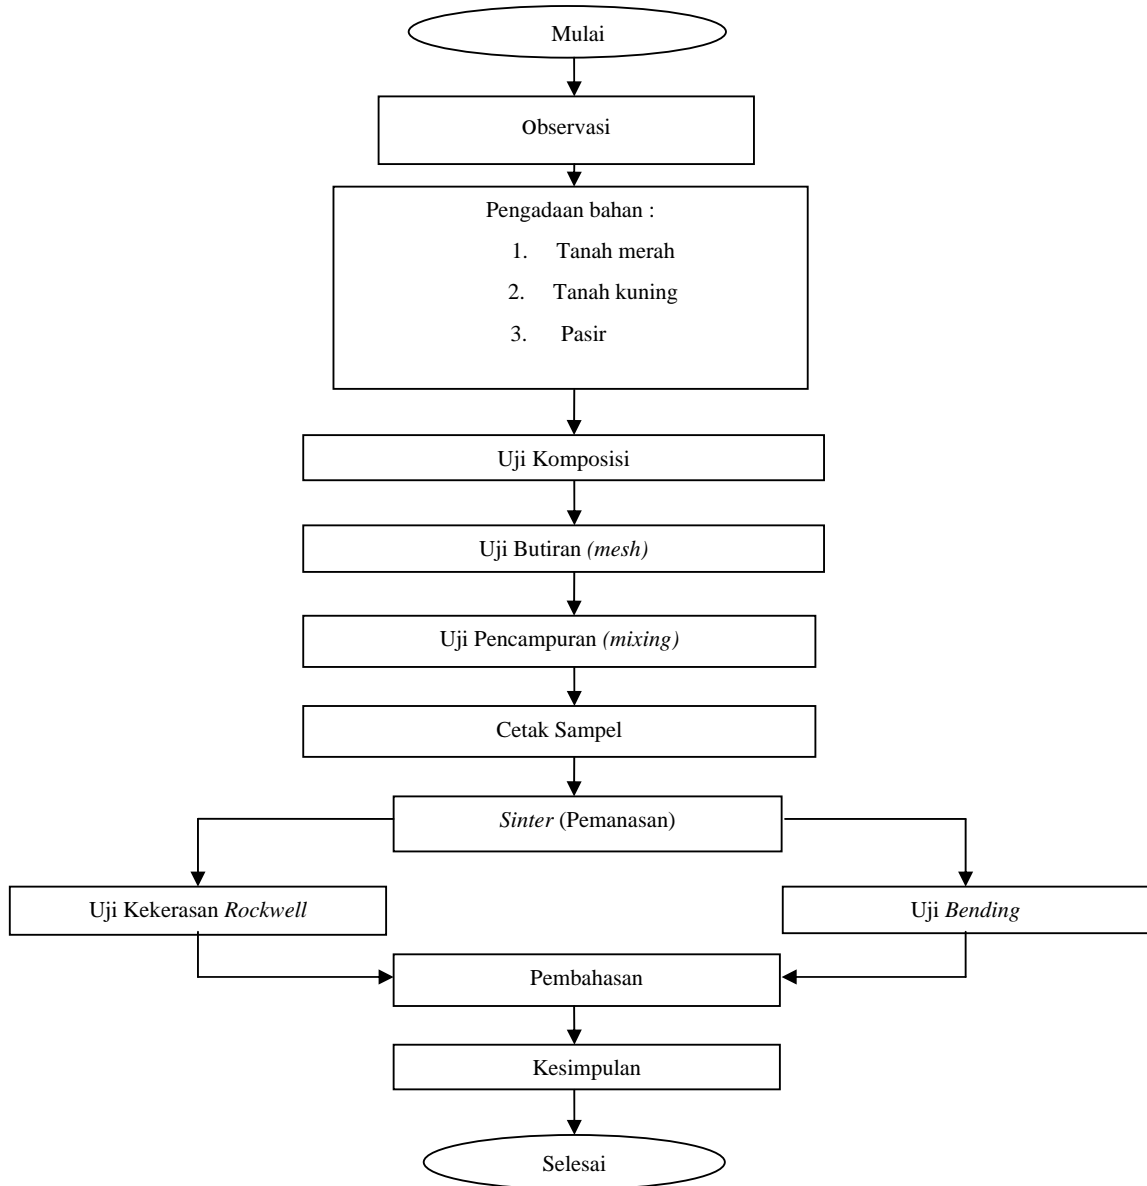 Mulai
Observasi
Pengadaan bahan :
1. Tanah merah
2. Tanah kuning
3. Pasir
Uji Komposisi
Uji Butiran (mesh)
Uji Pencampuran (mixing)
Cetak Sampel
Sinter (Pemanasan)
Uji Kekerasan Rockwell
Uji Bending
Pembahasan
Kesimpulan
Selesai